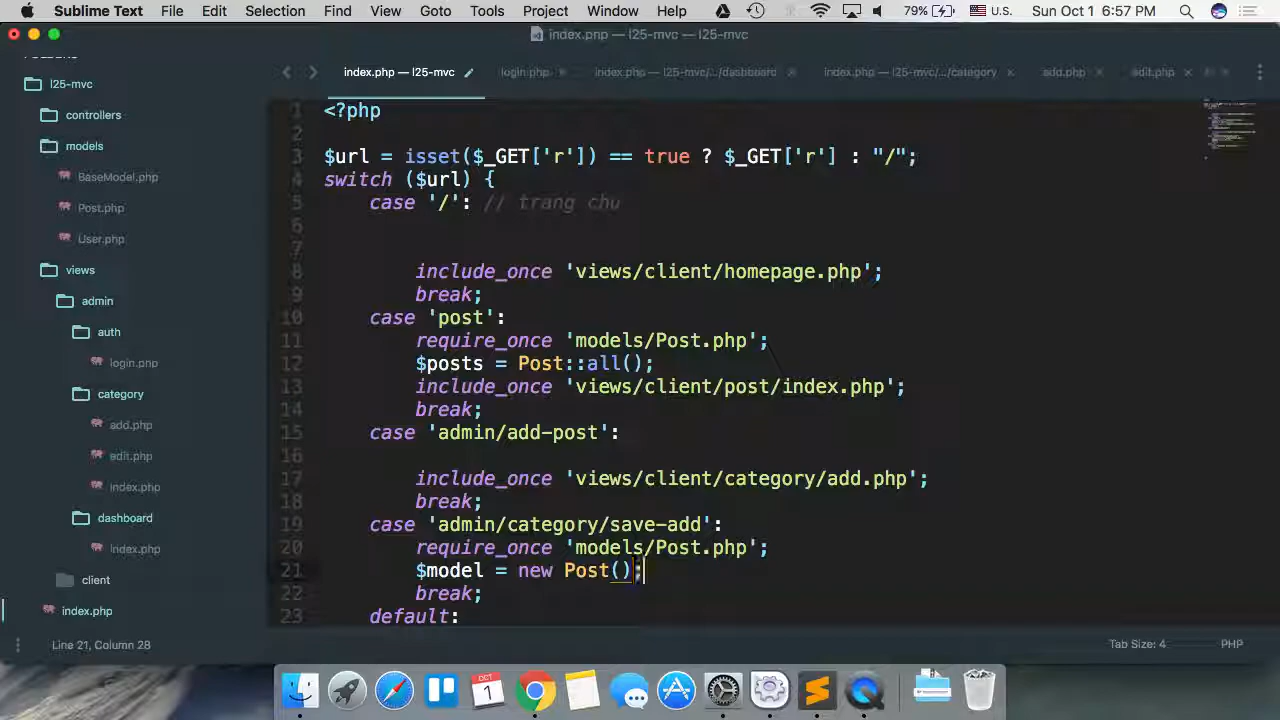 Sublime Text File Edit Selection Find View Goto Tools Project Window Help 79% U.S. Sun Oct 1 6:57 PM
index.php — l25-mvc — l25-mvc
index.php — l25-mvc login.php index.php — l25-mvc/.../dashboard index.php — l25-mvc/.../category add.php edit.php
l25-mvc
controllers
models
BaseModel.php
Post.php
User.php
views
admin
auth
login.php
category
add.php
edit.php
index.php
dashboard
index.php
client
index.php
1 <?php
2
3 $url = isset($_GET['r']) == true ? $_GET['r'] : "/";
4 switch ($url) {
5 case '/': // trang chu
6
7
8 include_once 'views/client/homepage.php';
9 break;
10 case 'post':
11 require_once 'models/Post.php';
12 $posts = Post::all();
13 include_once 'views/client/post/index.php';
14 break;
15 case 'admin/add-post':
16
17 include_once 'views/client/category/add.php';
18 break;
19 case 'admin/category/save-add':
20 require_once 'models/Post.php';
21 $model = new Post();
22 break;
23 default:
Line 21, Column 28 Tab Size: 4 PHP
OCT
1